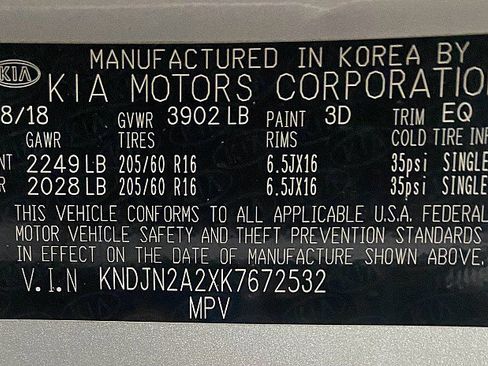 MANUFACTURED IN KOREA BY
KIA KIA MOTORS CORPORATION
8/18 GVWR 3902 LB PAINT 3D TRIM EQ
GAWR TIRES RIMS COLD TIRE INF
NT 2249 LB 205/60 R16 6.5JX16 35psi SINGLE
R 2028 LB 205/60 R16 6.5JX16 35psi SINGLE
THIS VEHICLE CONFORMS TO ALL APPLICABLE U.S.A. FEDERAL
MOTOR VEHICLE SAFETY AND THEFT PREVENTION STANDARDS
IN EFFECT ON THE DATE OF MANUFACTURE SHOWN ABOVE.
V.I.N KNDJN2A2XK7672532
MPV